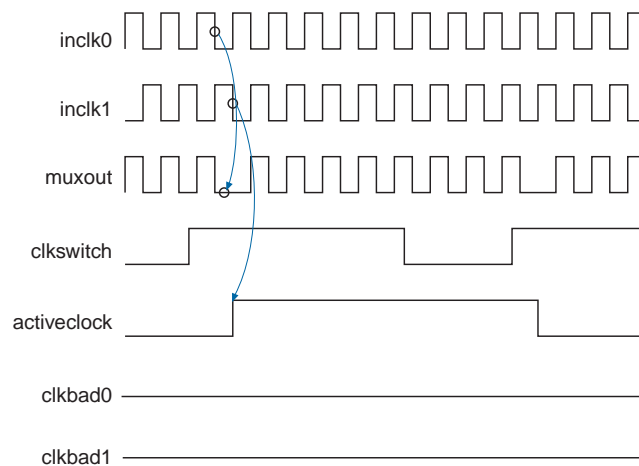 inclk0
inclk1
muxout
clkswitch
activeclock
clkbad0
clkbad1